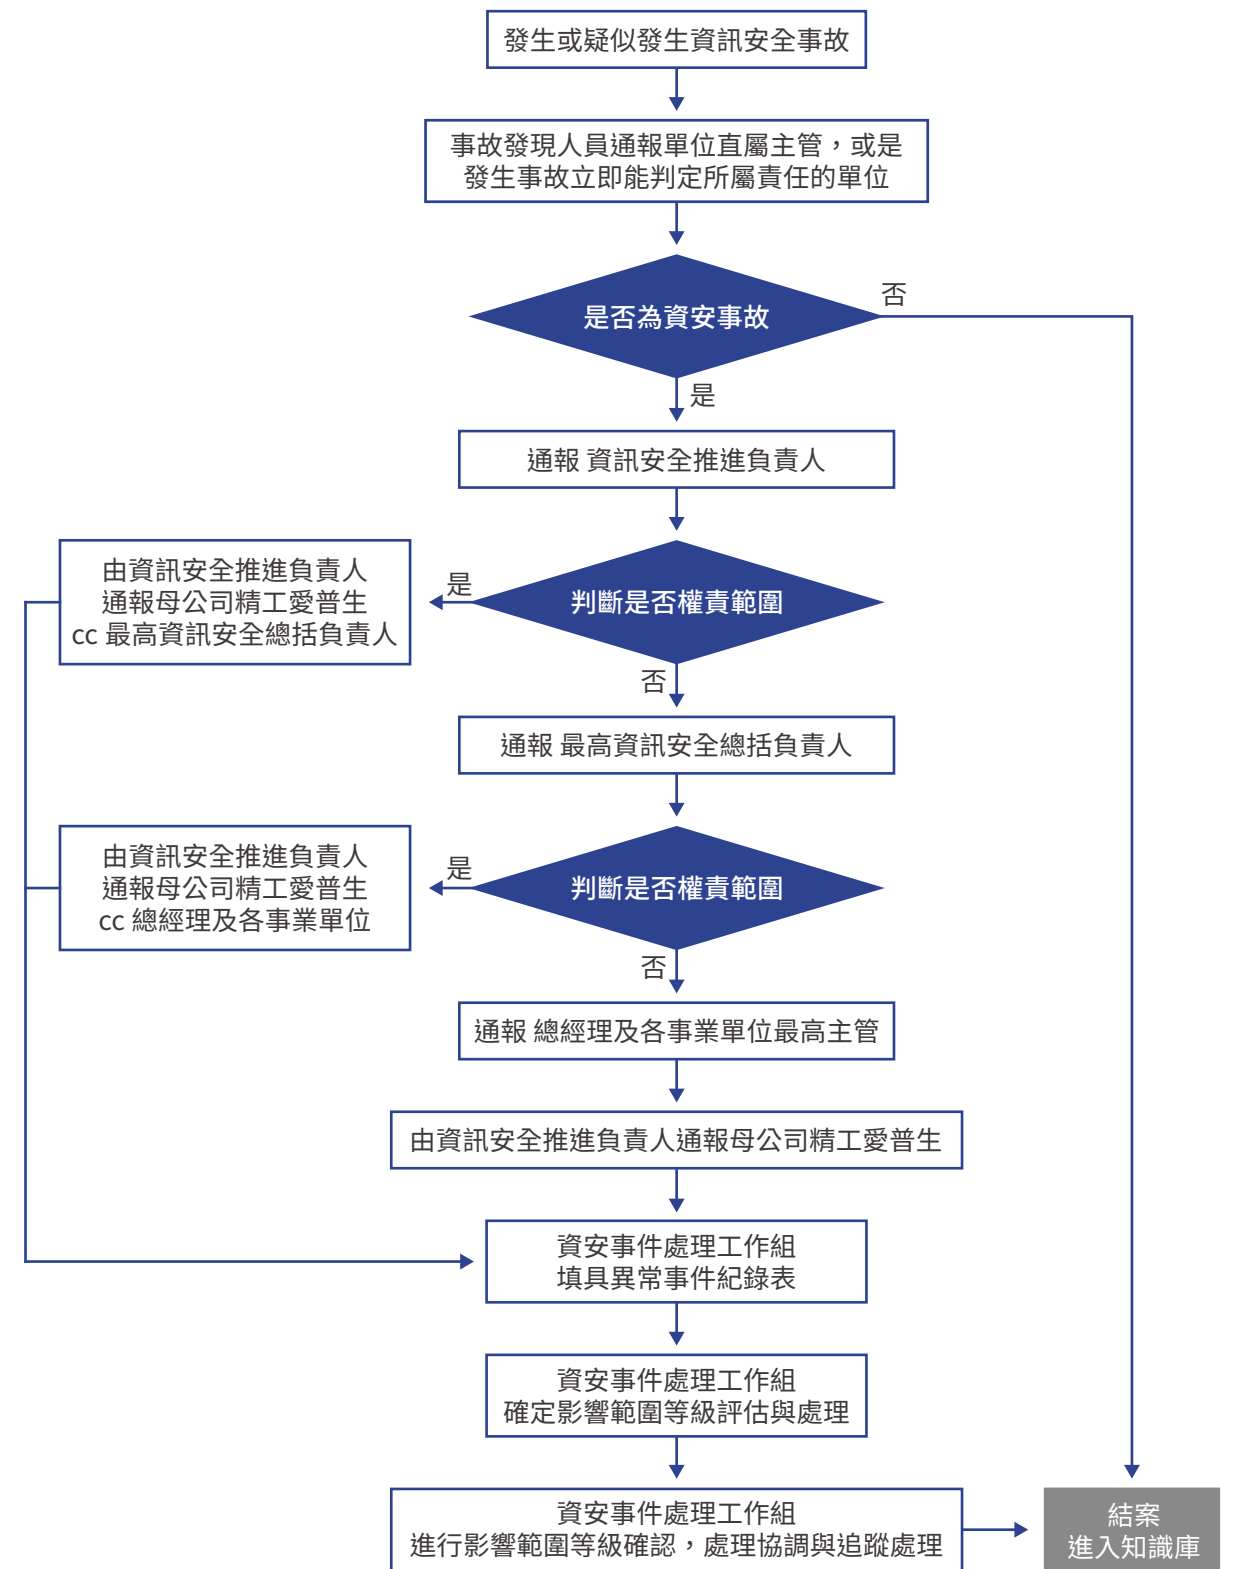 發生或疑似發生資訊安全事故
事故發現人員通報單位直屬主管，或是
發生事故立即能判定所屬責任的單位
是否為資安事故
否
是
通報 資訊安全推進負責人
判斷是否權責範圍
是
由資訊安全推進負責人
通報母公司精工愛普生
cc 最高資訊安全總括負責人
否
通報 最高資訊安全總括負責人
判斷是否權責範圍
是
由資訊安全推進負責人
通報母公司精工愛普生
cc 總經理及各事業單位
否
通報 總經理及各事業單位最高主管
由資訊安全推進負責人通報母公司精工愛普生
資安事件處理工作組
填具異常事件紀錄表
資安事件處理工作組
確定影響範圍等級評估與處理
資安事件處理工作組
進行影響範圍等級確認，處理協調與追蹤處理
結案
進入知識庫